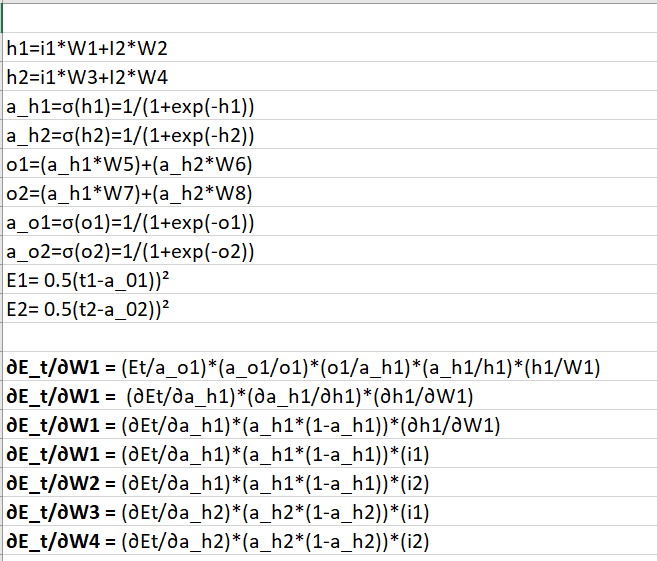 h1=i1*W1+I2*W2
h2=i1*W3+I2*W4
a_h1=σ(h1)=1/(1+exp(-h1))
a_h2=σ(h2)=1/(1+exp(-h2))
o1=(a_h1*W5)+(a_h2*W6)
o2=(a_h1*W7)+(a_h2*W8)
a_o1=σ(o1)=1/(1+exp(-o1))
a_o2=σ(o2)=1/(1+exp(-o2))
E1= 0.5(t1-a_01))²
E2= 0.5(t2-a_02))²
∂E_t/∂W1 = (Et/a_o1)*(a_o1/o1)*(o1/a_h1)*(a_h1/h1)*(h1/W1)
∂E_t/∂W1 =  (∂Et/∂a_h1)*(∂a_h1/∂h1)*(∂h1/∂W1)
∂E_t/∂W1 = (∂Et/∂a_h1)*(a_h1*(1-a_h1))*(∂h1/∂W1)
∂E_t/∂W1 = (∂Et/∂a_h1)*(a_h1*(1-a_h1))*(i1)
∂E_t/∂W2 = (∂Et/∂a_h1)*(a_h1*(1-a_h1))*(i2)
∂E_t/∂W3 = (∂Et/∂a_h2)*(a_h2*(1-a_h2))*(i1)
∂E_t/∂W4 = (∂Et/∂a_h2)*(a_h2*(1-a_h2))*(i2)